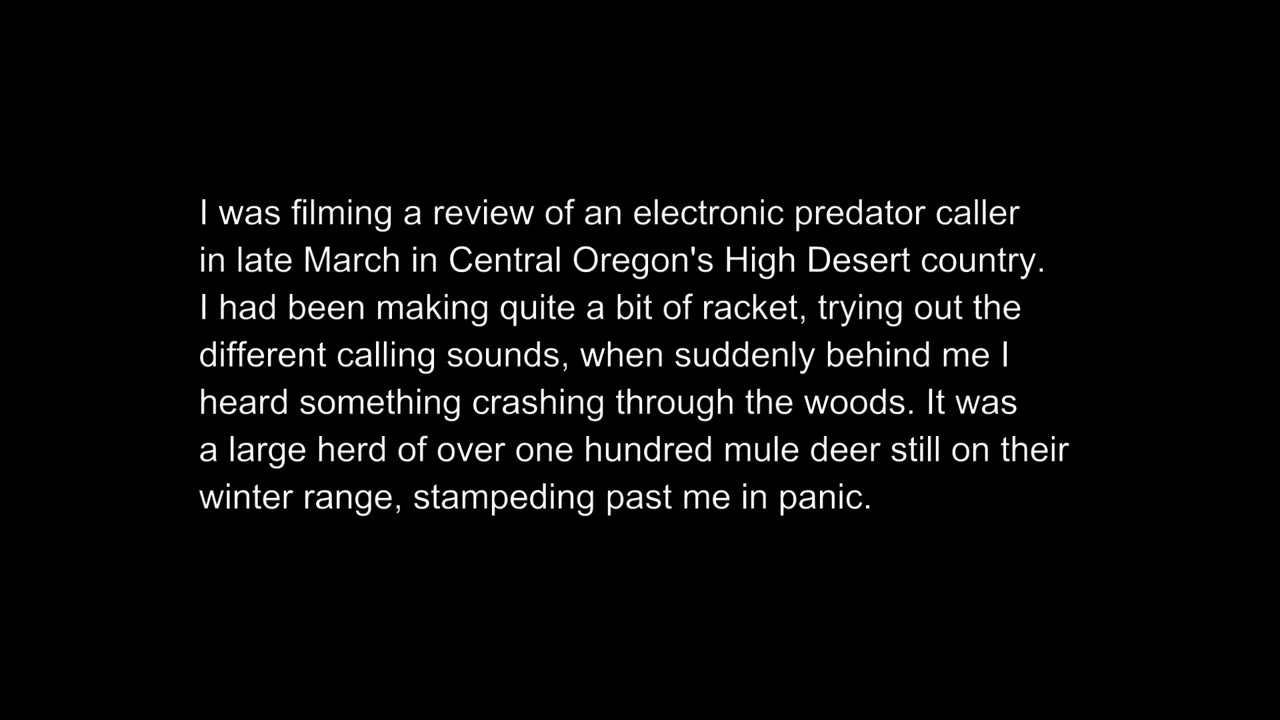 I was filming a review of an electronic predator caller
in late March in Central Oregon's High Desert country.
I had been making quite a bit of racket, trying out the
different calling sounds, when suddenly behind me I
heard something crashing through the woods. It was
a large herd of over one hundred mule deer still on their
winter range, stampeding past me in panic.